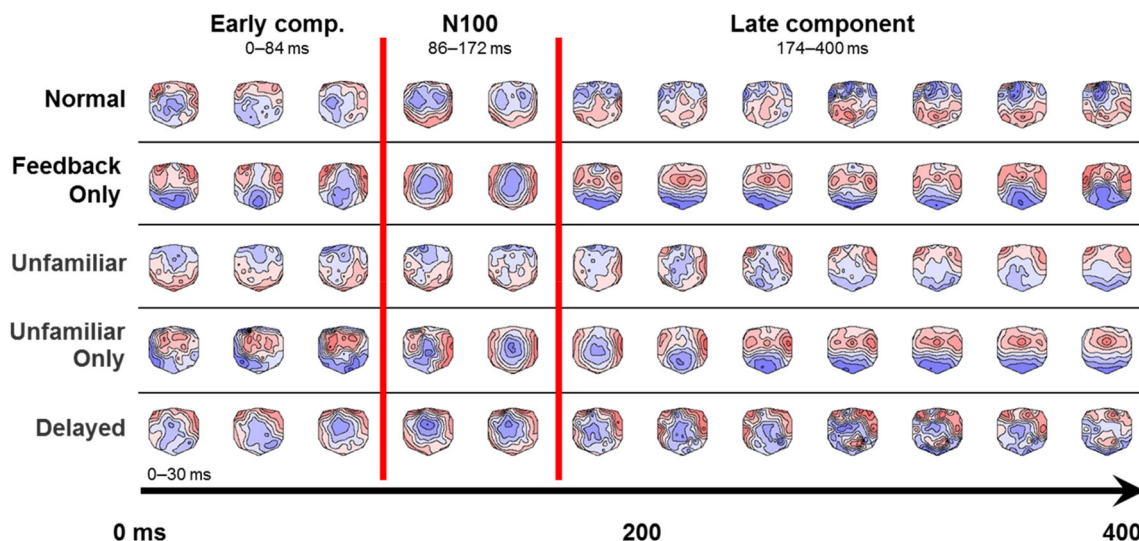 Early comp.
0–84 ms
N100
86–172 ms
Late component
174–400 ms
Normal
Feedback
Only
Unfamiliar
Unfamiliar
Only
Delayed
0–30 ms
0 ms
200
400